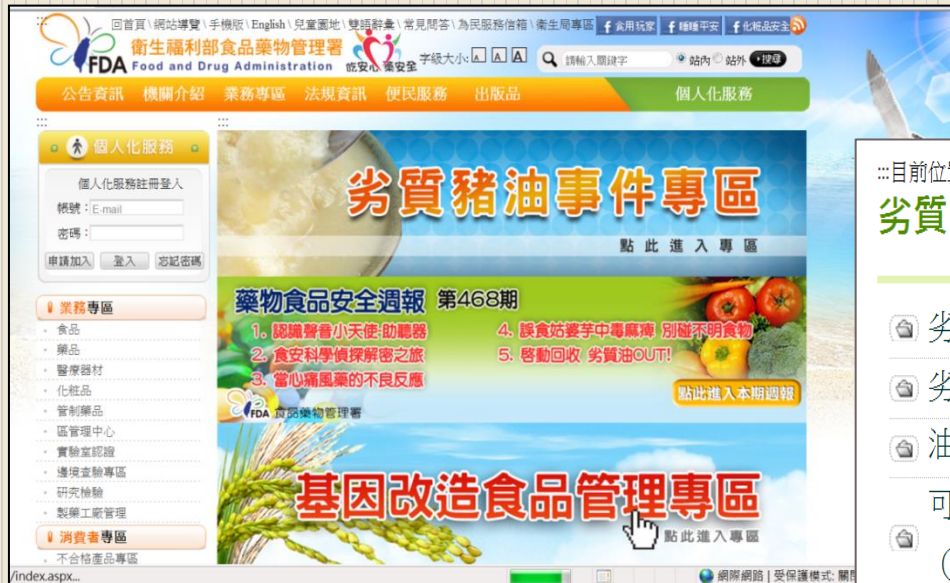 回首頁\網站導覽\手機版\English\兒童園地\雙語辭彙\常見問答\為民服務信箱\衛生局專區
f 食用玩家 f 睡睡平安 f 化粧品安全
衛生福利部食品藥物管理署
FDA Food and Drug Administration
吃安心 藥安全
字級大小: A A A
請輸入關鍵字 站內 站外 搜尋
公告資訊 機關介紹 業務專區 法規資訊 便民服務 出版品 個人化服務
::: :::
個人化服務
個人化服務註冊登入
帳號: E-mail
密碼:
申請加入 登入 忘記密碼
業務專區
食品
藥品
醫療器材
化粧品
管制藥品
區管理中心
實驗室認證
邊境查驗專區
研究檢驗
製藥工廠管理
消費者專區
不合格產品專區
劣質豬油事件專區
點此進入專區
藥物食品安全週報 第468期
1. 認識聲音小天使-助聽器
2. 食安科學偵探解密之旅
3. 當心痛風藥的不良反應
4. 誤食姑婆芋中毒麻痺 別碰不明食物
5. 啓動回收 劣質油OUT!
點此進入本期週報
FDA 食品藥物管理署
基因改造食品管理專區
點此進入專區
/index.aspx...
網際網路 | 受保護模式:
:::目前位
劣質
劣
劣
油